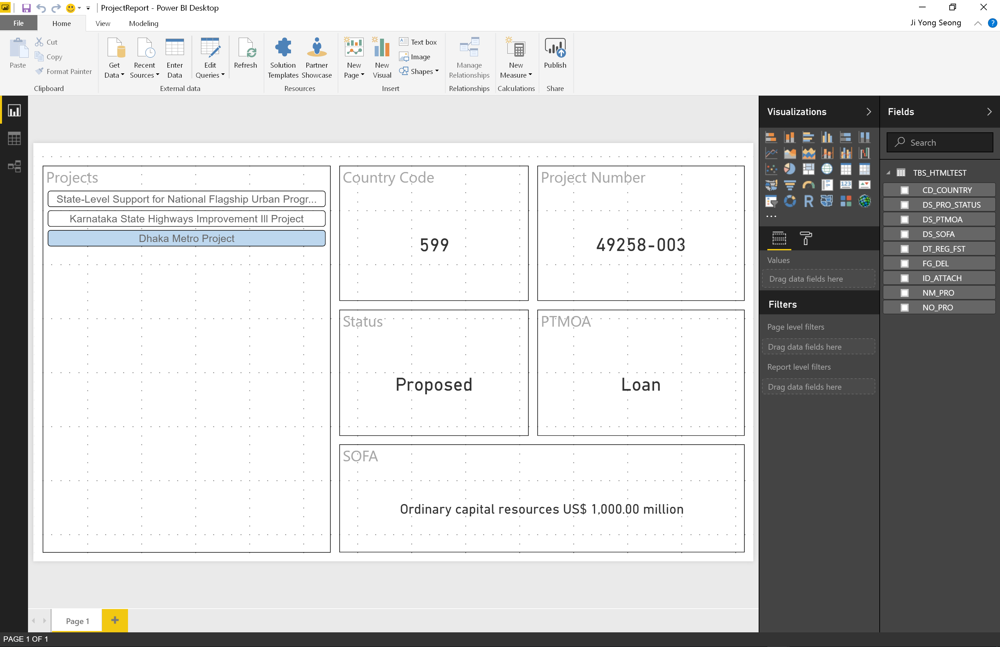 ProjectReport - Power BI Desktop
File
Home
View
Modeling
Ji Yong Seong
?
Paste
Cut
Copy
Format Painter
Clipboard
Get Data
Recent Sources
Enter Data
Edit Queries
Refresh
External data
Solution Templates
Partner Showcase
Resources
New Page
New Visual
Text box
Image
Shapes
Insert
Manage Relationships
Relationships
New Measure
Calculations
Publish
Share
Projects
State-Level Support for National Flagship Urban Progr...
Karnataka State Highways Improvement Ill Project
Dhaka Metro Project
Country Code
599
Project Number
49258-003
Status
Proposed
PTMOA
Loan
SOFA
Ordinary capital resources US$ 1,000.00 million
Visualizations
123
R
...
Values
Drag data fields here
Filters
Page level filters
Drag data fields here
Report level filters
Drag data fields here
Fields
Search
TBS_HTMLTEST
CD_COUNTRY
DS_PRO_STATUS
DS_PTMOA
DS_SOFA
DT_REG_FST
FG_DEL
ID_ATTACH
NM_PRO
NO_PRO
Page 1
+
PAGE 1 OF 1